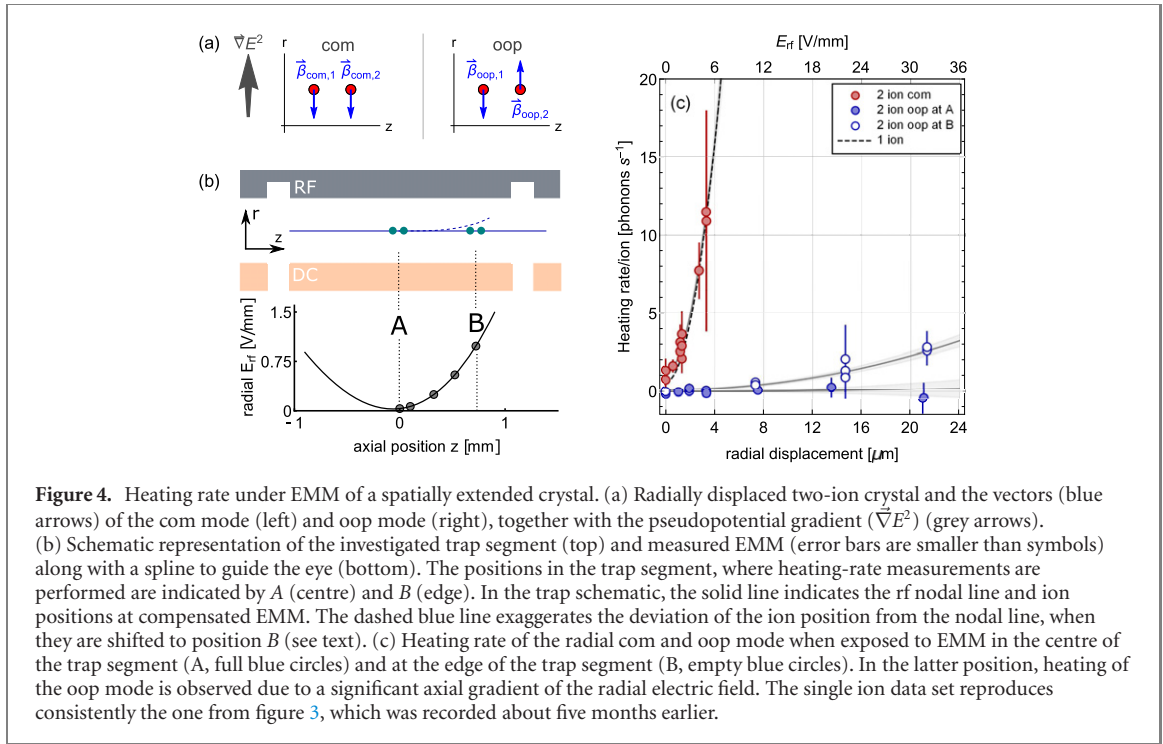 (a)
∇⃗E²
r
com
β⃗com,1
β⃗com,2
z
r
oop
β⃗oop,1
β⃗oop,2
z
(b)
RF
r
z
DC
radial Erf [V/mm]
1.5
0.75
0
A
B
-1
0
1
axial position z [mm]
Erf [V/mm]
0 6 12 18 24 30 36
(c)
2 ion com
2 ion oop at A
2 ion oop at B
1 ion
Heating rate/ion [phonons s⁻¹]
20
15
10
5
0
0 4 8 12 16 20 24
radial displacement [μm]
Figure 4. Heating rate under EMM of a spatially extended crystal. (a) Radially displaced two-ion crystal and the vectors (blue
arrows) of the com mode (left) and oop mode (right), together with the pseudopotential gradient (∇⃗E²) (grey arrows).
(b) Schematic representation of the investigated trap segment (top) and measured EMM (error bars are smaller than symbols)
along with a spline to guide the eye (bottom). The positions in the trap segment, where heating-rate measurements are
performed are indicated by A (centre) and B (edge). In the trap schematic, the solid line indicates the rf nodal line and ion
positions at compensated EMM. The dashed blue line exaggerates the deviation of the ion position from the nodal line, when
they are shifted to position B (see text). (c) Heating rate of the radial com and oop mode when exposed to EMM in the centre of
the trap segment (A, full blue circles) and at the edge of the trap segment (B, empty blue circles). In the latter position, heating of
the oop mode is observed due to a significant axial gradient of the radial electric field. The single ion data set reproduces
consistently the one from figure 3, which was recorded about five months earlier.